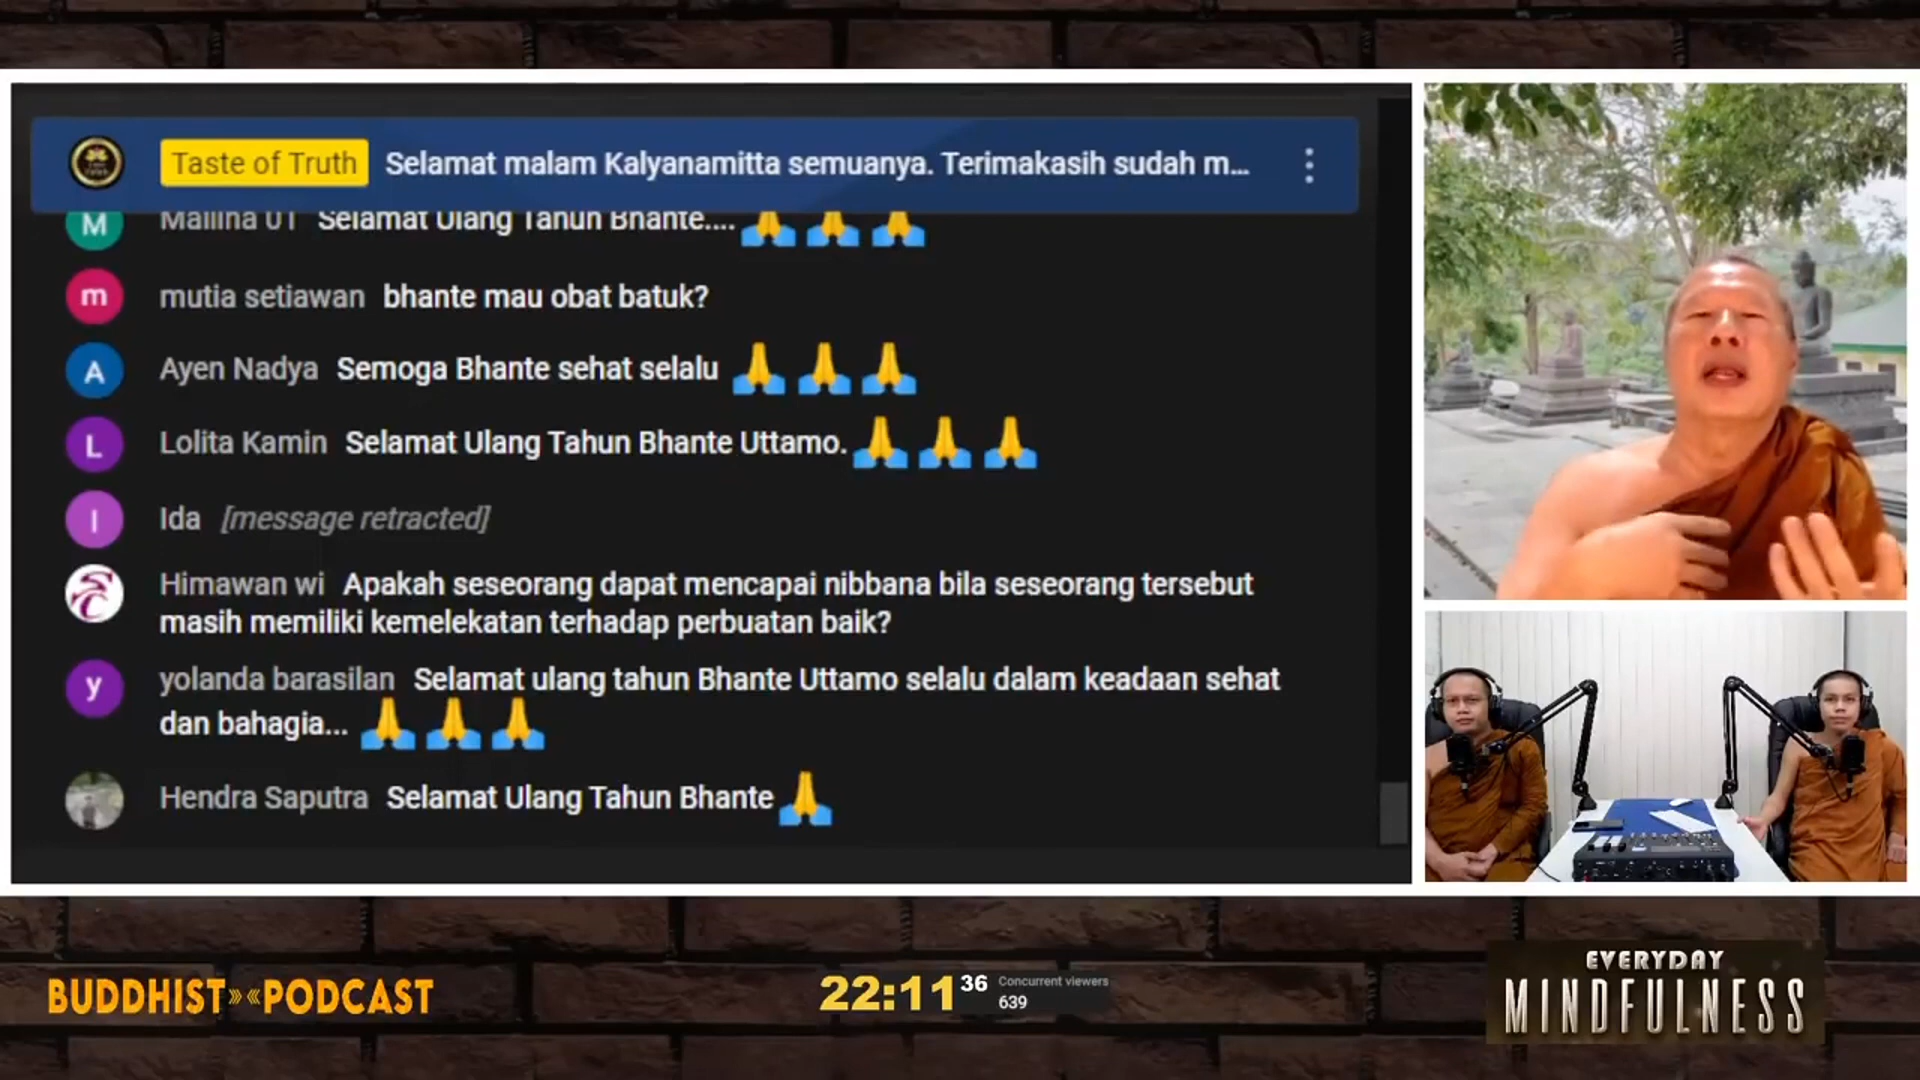 Taste of Truth Selamat malam Kalyanamitta semuanya. Terimakasih sudah m...
M Mallina 01 Selamat Ulang Tahun Bhante....
m mutia setiawan bhante mau obat batuk?
A Ayen Nadya Semoga Bhante sehat selalu
L Lolita Kamin Selamat Ulang Tahun Bhante Uttamo.
I Ida [message retracted]
Himawan wi Apakah seseorang dapat mencapai nibbana bila seseorang tersebut
masih memiliki kemelekatan terhadap perbuatan baik?
y yolanda barasilan Selamat ulang tahun Bhante Uttamo selalu dalam keadaan sehat
dan bahagia...
Hendra Saputra Selamat Ulang Tahun Bhante
BUDDHIST»«PODCAST
22:11 36
Concurrent viewers
639
EVERYDAY
MINDFULNESS